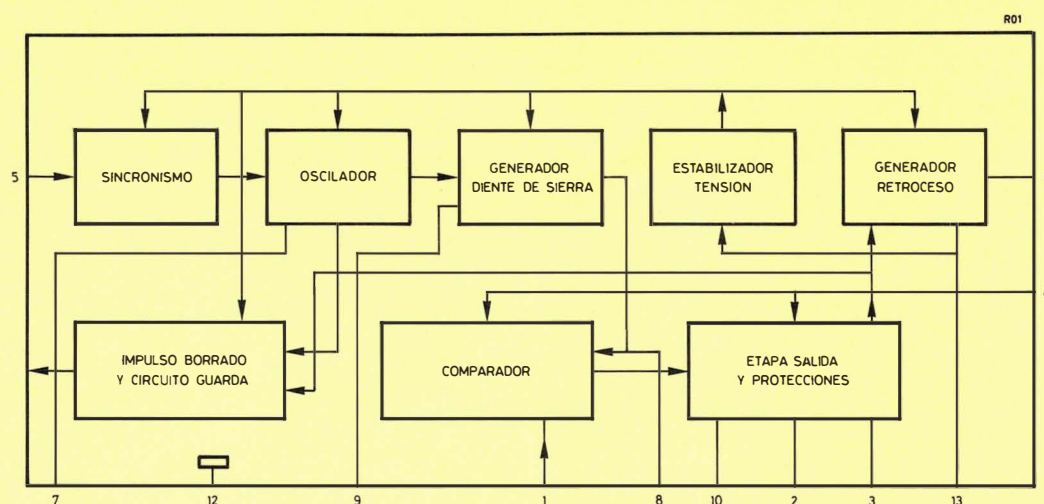 R01
SINCRONISMO
OSCILADOR
GENERADOR
DIENTE DE SIERRA
ESTABILIZADOR
TENSION
GENERADOR
RETROCESO
5
IMPULSO BORRADO
Y CIRCUITO GUARDA
COMPARADOR
ETAPA SALIDA
Y PROTECCIONES
7
12
9
1
8
10
2
3
13